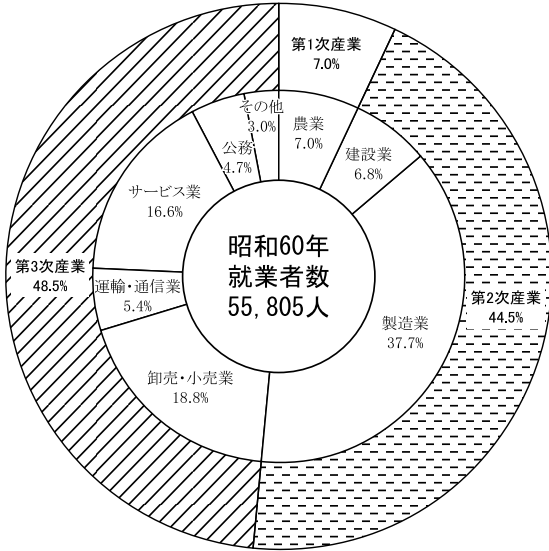 第1次産業
7.0%
その他
3.0%
農業
7.0%
公務
4.7%
建設業
6.8%
サービス業
16.6%
昭和60年
就業者数
55,805人
第3次産業
48.5%
運輸・通信業
5.4%
第2次産業
44.5%
製造業
37.7%
卸売・小売業
18.8%